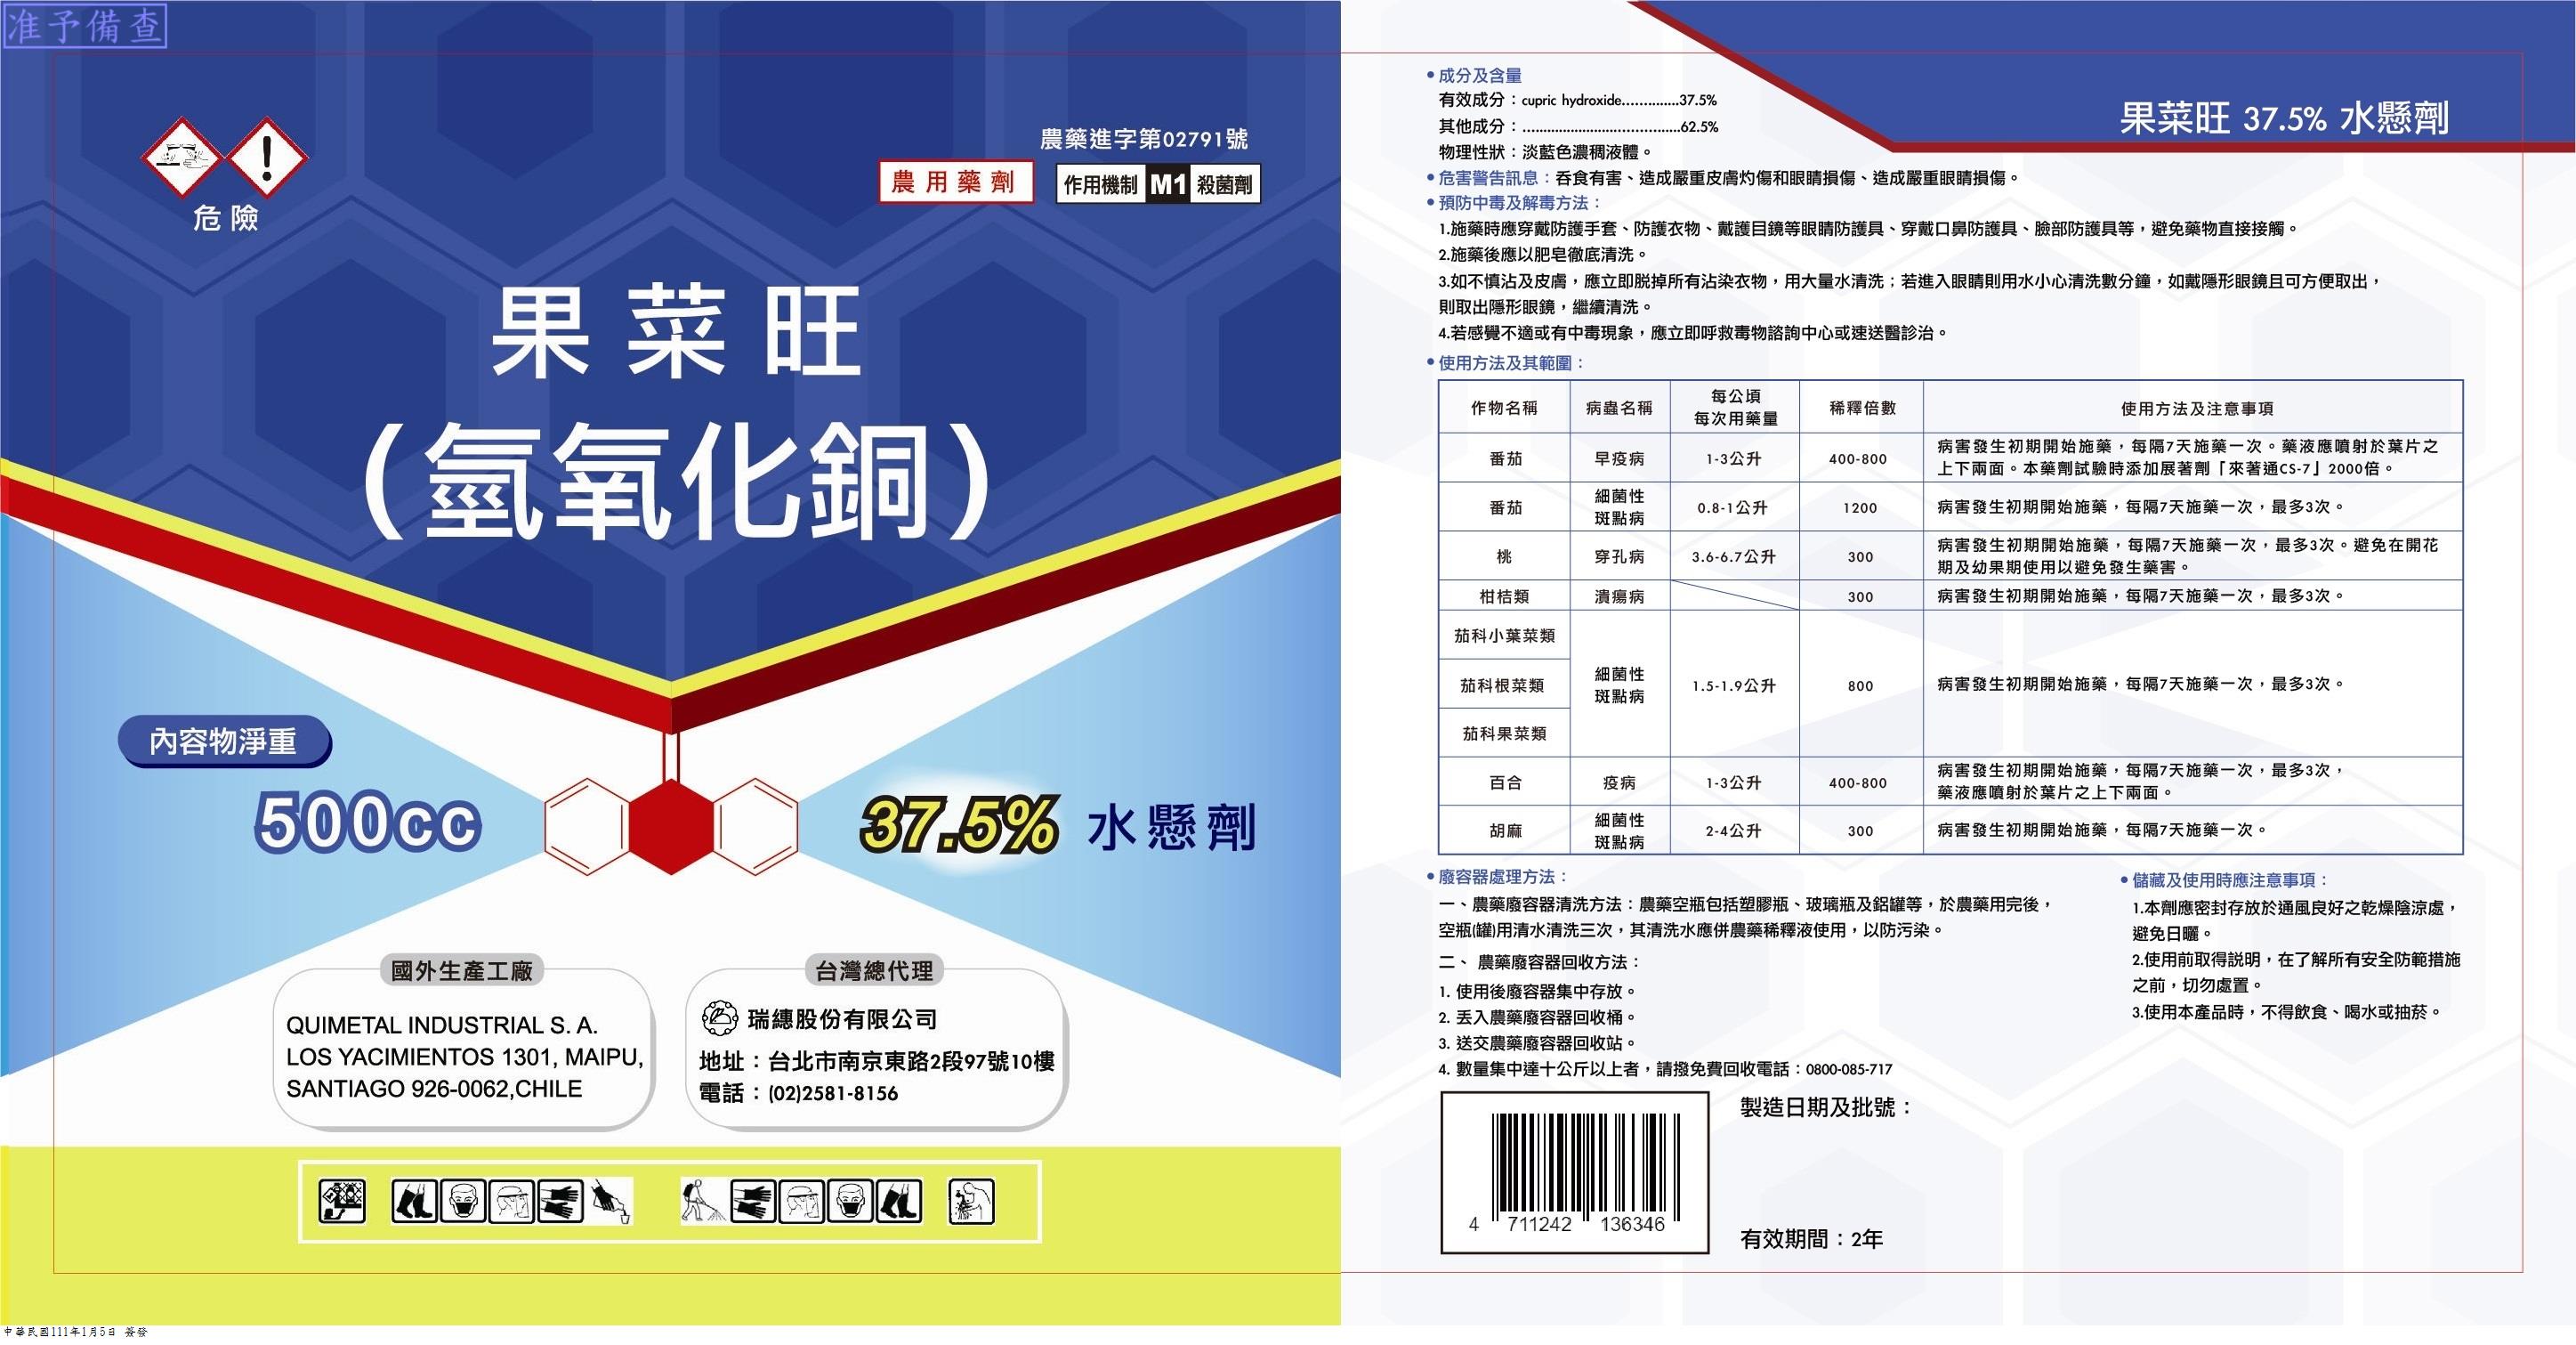 准予備查
危險
農藥進字第02791號
農用藥劑
作用機制 M1 殺菌劑
果菜旺
(氫氧化銅)
內容物淨重
500cc
37.5% 水懸劑
國外生產工廠
QUIMETAL INDUSTRIAL S. A.
LOS YACIMIENTOS 1301, MAIPU,
SANTIAGO 926-0062,CHILE
台灣總代理
瑞繐股份有限公司
地址：台北市南京東路2段97號10樓
電話：(02)2581-8156
中華民國111年1月5日 簽發
果菜旺 37.5% 水懸劑
•成分及含量
有效成分：cupric hydroxide..............37.5%
其他成分：......................................62.5%
物理性狀：淡藍色濃稠液體。
•危害警告訊息：吞食有害、造成嚴重皮膚灼傷和眼睛損傷、造成嚴重眼睛損傷。
•預防中毒及解毒方法：
1.施藥時應穿戴防護手套、防護衣物、戴護目鏡等眼睛防護具、穿戴口鼻防護具、臉部防護具等，避免藥物直接接觸。
2.施藥後應以肥皂徹底清洗。
3.如不慎沾及皮膚，應立即脫掉所有沾染衣物，用大量水清洗；若進入眼睛則用水小心清洗數分鐘，如戴隱形眼鏡且可方便取出，
則取出隱形眼鏡，繼續清洗。
4.若感覺不適或有中毒現象，應立即呼救毒物諮詢中心或速送醫診治。
•使用方法及其範圍：
作物名稱 病蟲名稱 每公頃 每次用藥量 稀釋倍數 使用方法及注意事項
番茄 早疫病 1-3公升 400-800 病害發生初期開始施藥，每隔7天施藥一次。藥液應噴射於葉片之
上下兩面。本藥劑試驗時添加展著劑「來著通CS-7」2000倍。
番茄 細菌性 斑點病 0.8-1公升 1200 病害發生初期開始施藥，每隔7天施藥一次，最多3次。
桃 穿孔病 3.6-6.7公升 300 病害發生初期開始施藥，每隔7天施藥一次，最多3次。避免在開花
期及幼果期使用以避免發生藥害。
柑桔類 潰瘍病 300 病害發生初期開始施藥，每隔7天施藥一次，最多3次。
茄科小葉菜類
茄科根菜類 細菌性 斑點病 1.5-1.9公升 800 病害發生初期開始施藥，每隔7天施藥一次，最多3次。
茄科果菜類
百合 疫病 1-3公升 400-800 病害發生初期開始施藥，每隔7天施藥一次，最多3次，
藥液應噴射於葉片之上下兩面。
胡麻 細菌性 斑點病 2-4公升 300 病害發生初期開始施藥，每隔7天施藥一次。
•廢容器處理方法：
一、農藥廢容器清洗方法：農藥空瓶包括塑膠瓶、玻璃瓶及鋁罐等，於農藥用完後，
空瓶(罐)用清水清洗三次，其清洗水應併農藥稀釋液使用，以防污染。
二、 農藥廢容器回收方法：
1. 使用後廢容器集中存放。
2. 丟入農藥廢容器回收桶。
3. 送交農藥廢容器回收站。
4. 數量集中達十公斤以上者，請撥免費回收電話：0800-085-717
•儲藏及使用時應注意事項：
1.本劑應密封存放於通風良好之乾燥陰涼處，
避免日曬。
2.使用前取得説明，在了解所有安全防範措施
之前，切勿處置。
3.使用本產品時，不得飲食、喝水或抽菸。
4 711242 136346
製造日期及批號：
有效期間：2年